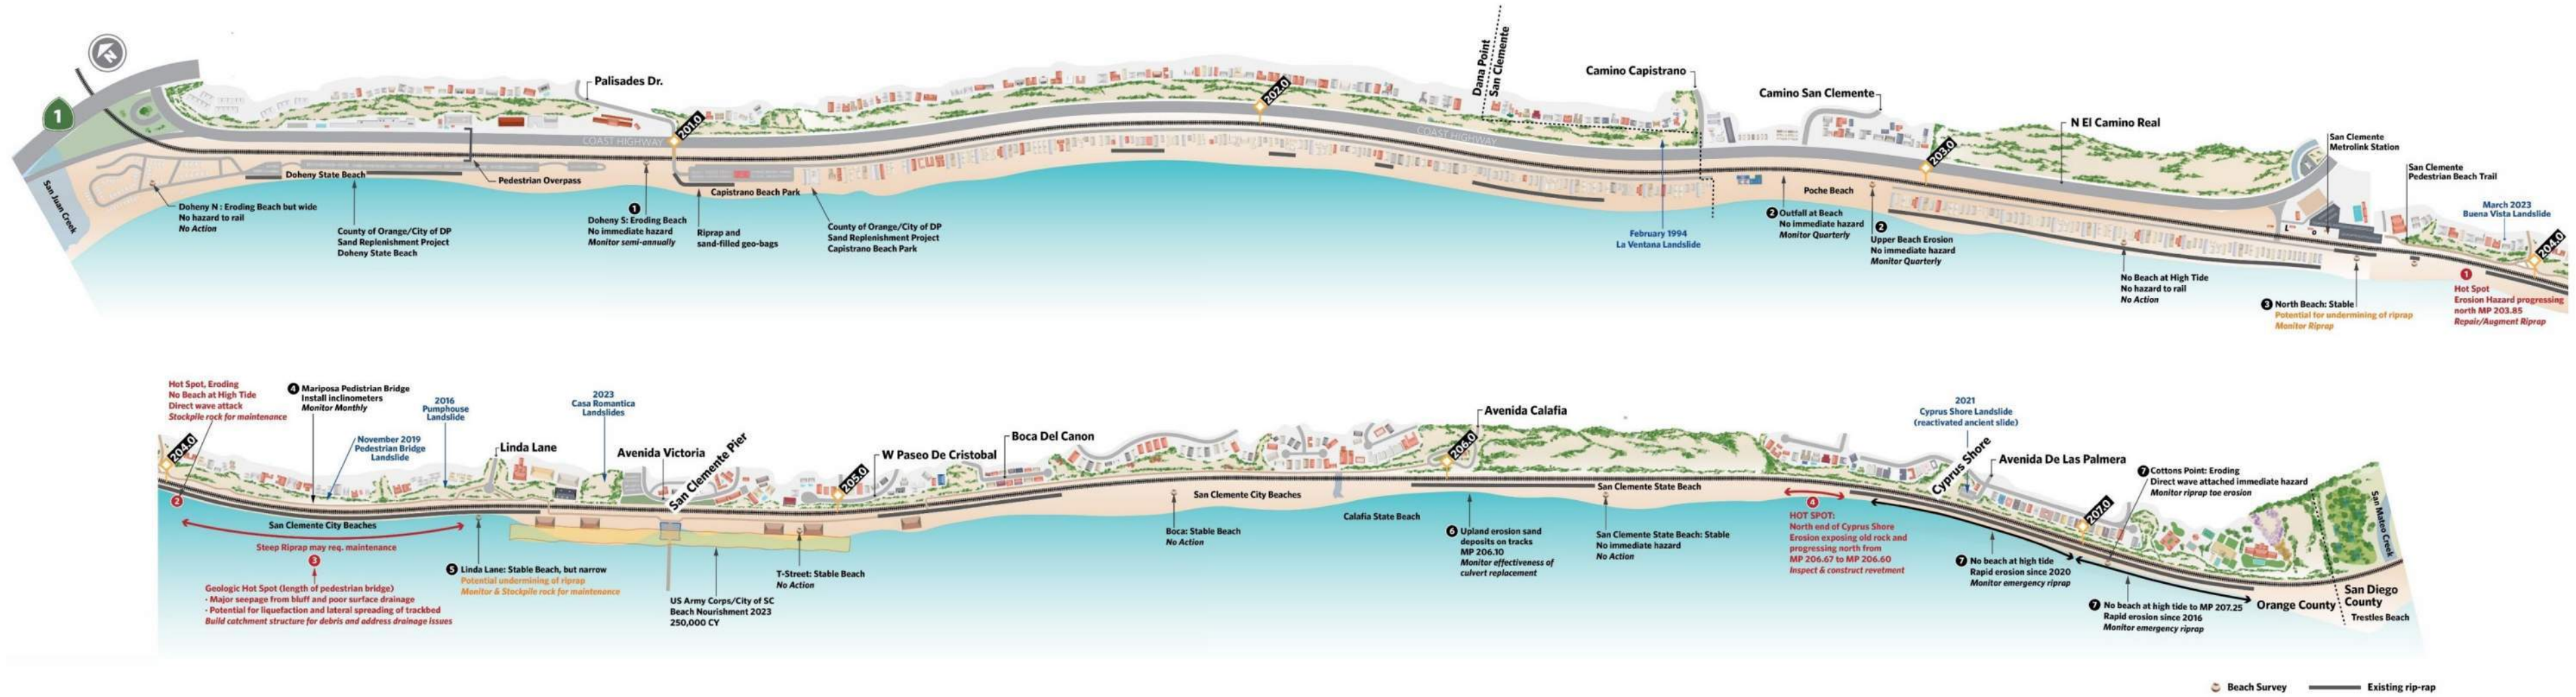 1
N
Palisades Dr.
COAST HIGHWAY
201.0
202.0
Dana Point
San Clemente
COAST HIGHWAY
Camino Capistrano
Camino San Clemente
203.0
N El Camino Real
San Clemente
Metrolink Station
San Clemente
Pedestrian Beach Trail
March 2023
Buena Vista Landslide
204.0
San Juan Creek
Doheny N : Eroding Beach but wide
No hazard to rail
No Action
Doheny State Beach
County of Orange/City of DP
Sand Replenishment Project
Doheny State Beach
Pedestrian Overpass
1
Doheny S: Eroding Beach
No immediate hazard
Monitor semi-annually
Riprap and
sand-filled geo-bags
Capistrano Beach Park
County of Orange/City of DP
Sand Replenishment Project
Capistrano Beach Park
February 1994
La Ventana Landslide
2 Outfall at Beach
No immediate hazard
Monitor Quarterly
Poche Beach
2
Upper Beach Erosion
No immediate hazard
Monitor Quarterly
No Beach at High Tide
No hazard to rail
No Action
3 North Beach: Stable
Potential for undermining of riprap
Monitor Riprap
1
Hot Spot
Erosion Hazard progressing
north MP 203.85
Repair/Augment Riprap
Hot Spot, Eroding
No Beach at High Tide
Direct wave attack
Stockpile rock for maintenance
204.0
2
4 Mariposa Pedestrian Bridge
Install inclinometers
Monitor Monthly
November 2019
Pedestrian Bridge
Landslide
2016
Pumphouse
Landslide
Linda Lane
2023
Casa Romantica
Landslides
Avenida Victoria
San Clemente Pier
205.0
W Paseo De Cristobal
Boca Del Canon
Avenida Calafia
206.0
2021
Cyprus Shore Landslide
(reactivated ancient slide)
Cyprus Shore
Avenida De Las Palmera
207.0
7 Cottons Point: Eroding
Direct wave attached immediate hazard
Monitor riprap toe erosion
San Mateo Creek
San Clemente City Beaches
Steep Riprap may req. maintenance
3
Geologic Hot Spot (length of pedestrian bridge)
· Major seepage from bluff and poor surface drainage
· Potential for liquefaction and lateral spreading of trackbed
Build catchment structure for debris and address drainage issues
5 Linda Lane: Stable Beach, but narrow
Potential undermining of riprap
Monitor & Stockpile rock for maintenance
US Army Corps/City of SC
Beach Nourishment 2023
250,000 CY
T-Street: Stable Beach
No Action
San Clemente City Beaches
Boca: Stable Beach
No Action
Calafia State Beach
6 Upland erosion sand
deposits on tracks
MP 206.10
Monitor effectiveness of
culvert replacement
San Clemente State Beach
San Clemente State Beach: Stable
No immediate hazard
No Action
4
HOT SPOT:
North end of Cyprus Shore
Erosion exposing old rock and
progressing north from
MP 206.67 to MP 206.60
Inspect & construct revetment
7 No beach at high tide
Rapid erosion since 2020
Monitor emergency riprap
7 No beach at high tide to MP 207.25
Rapid erosion since 2016
Monitor emergency riprap
Orange County
San Diego
County
Trestles Beach
Beach Survey
Existing rip-rap